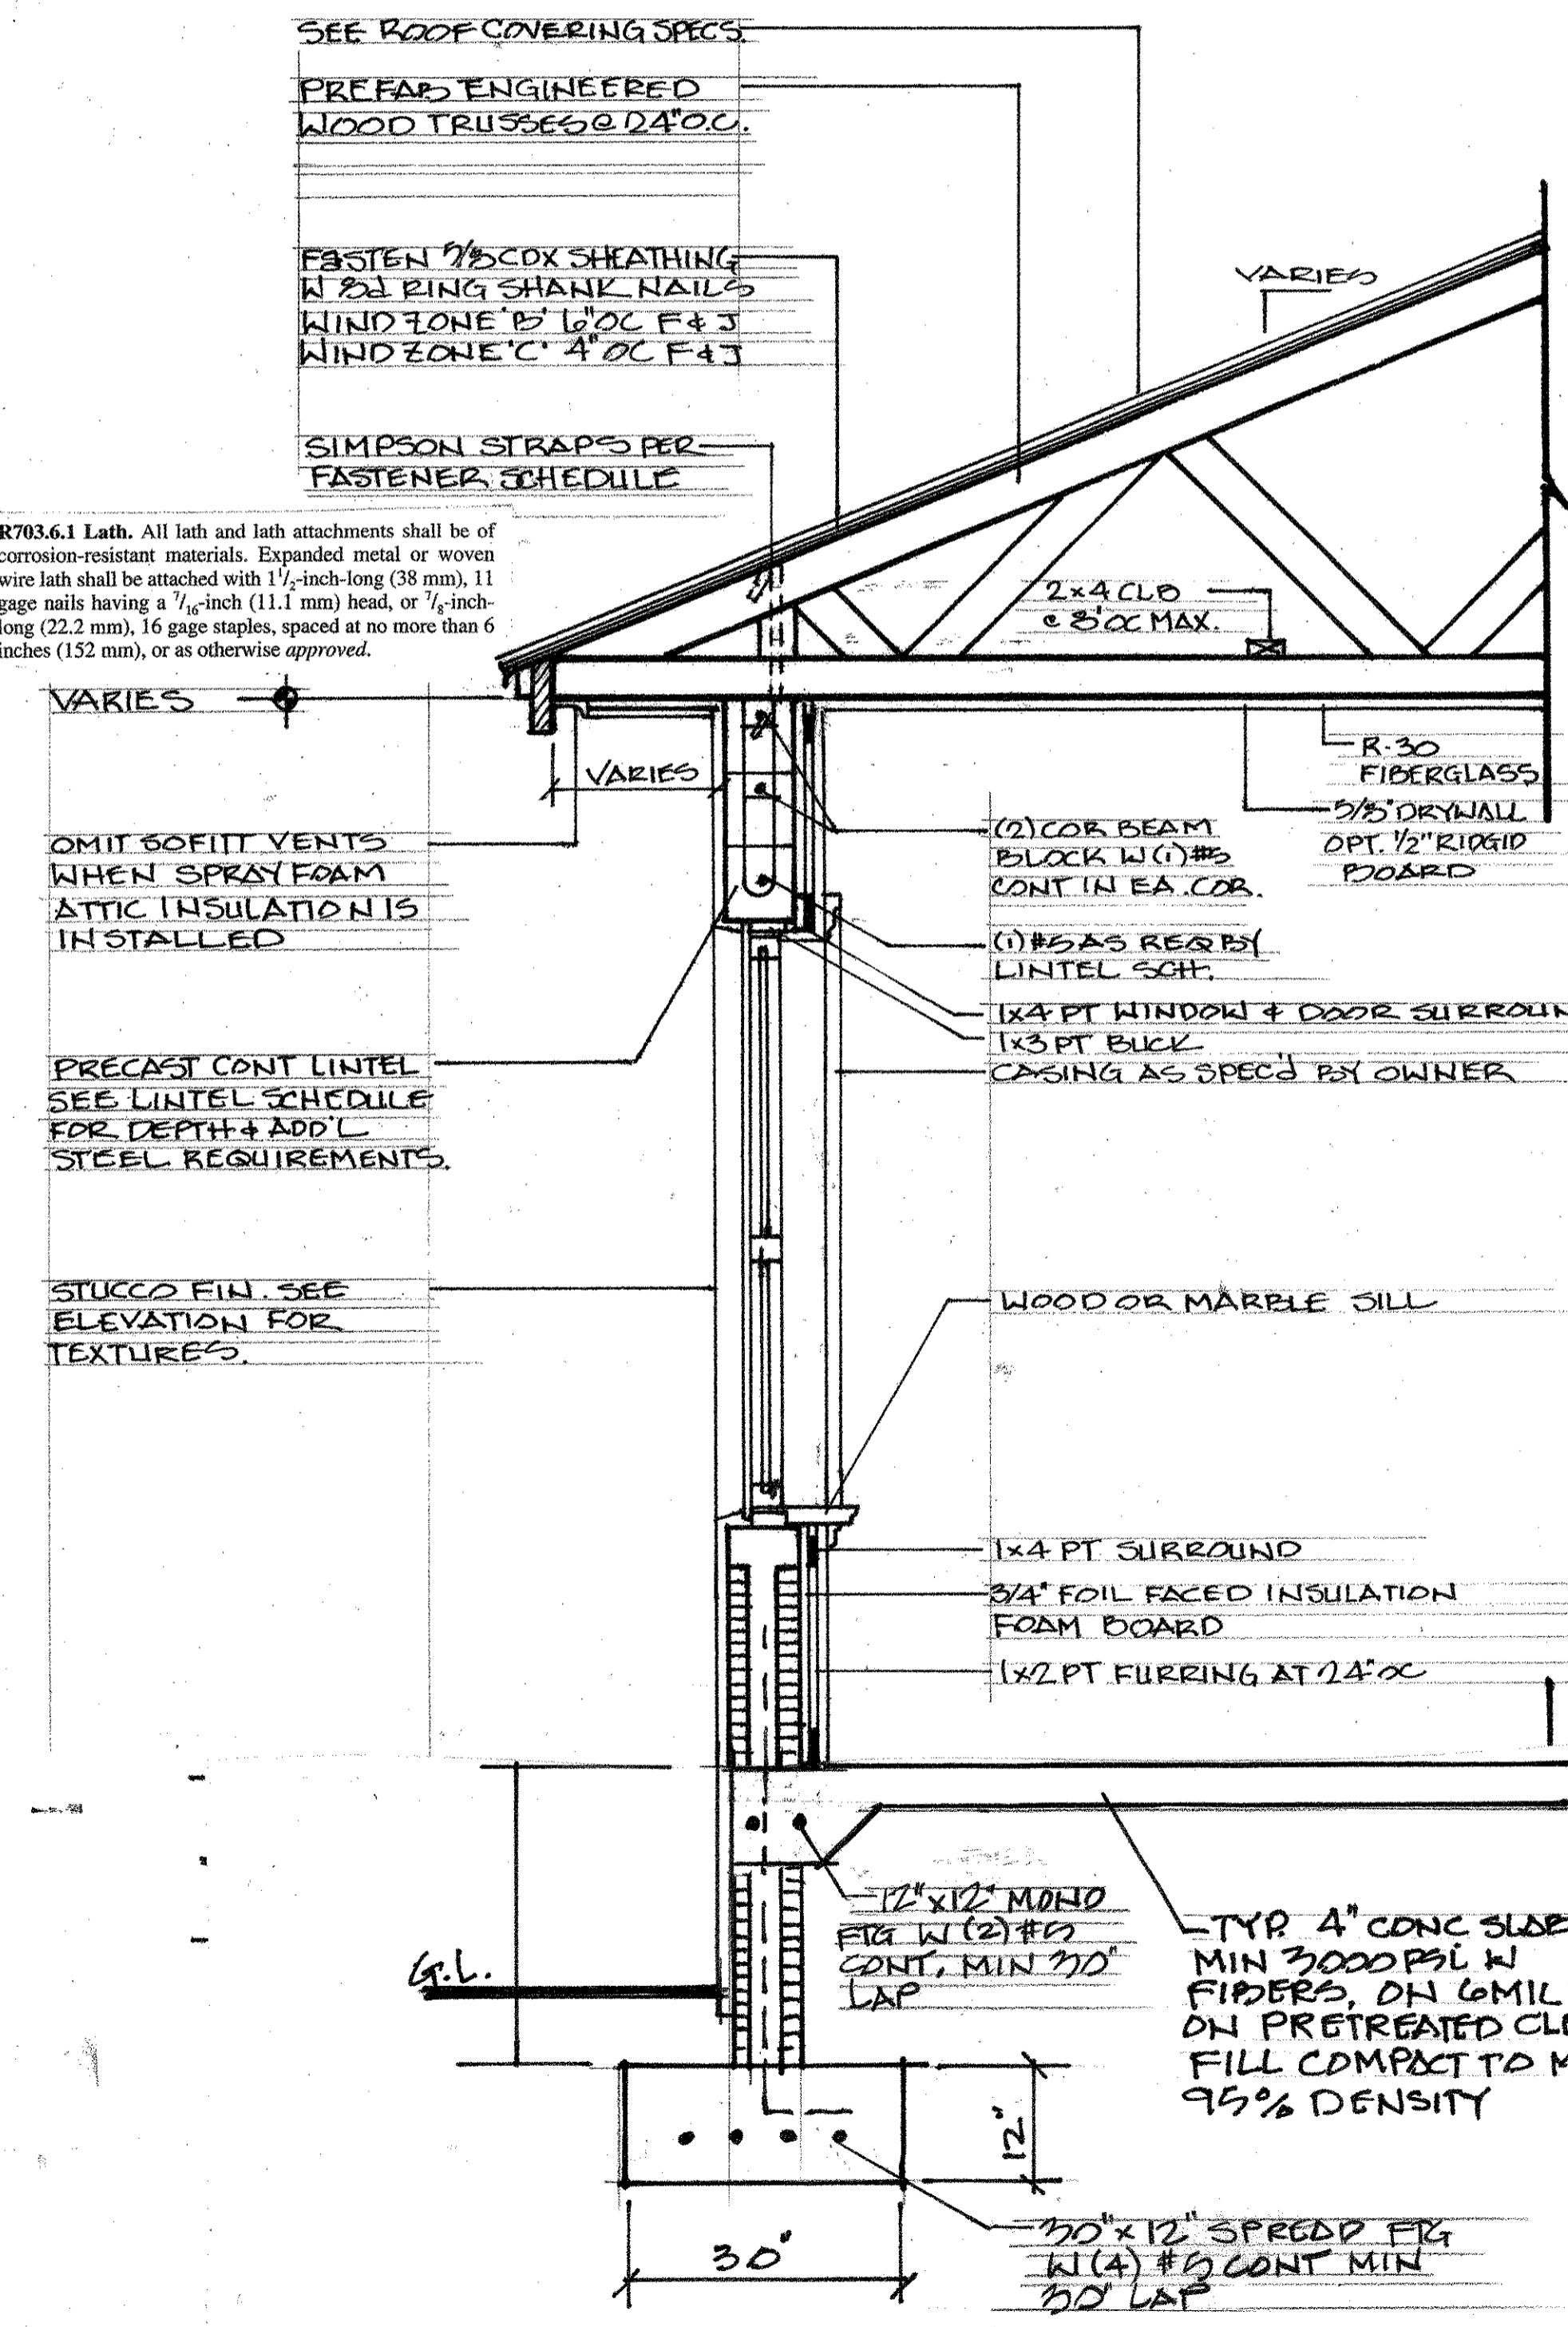 SEE ROOF COVERING SPECS.
PREFAB ENGINEERED
WOOD TRUSSES @ 24" O.C.
FASTEN 5/8 CDX SHEATHING
W 8d RING SHANK NAILS
WIND ZONE 'B' 6" OC F & J
WIND ZONE 'C' 4" OC F & J
SIMPSON STRAPS PER
FASTENER SCHEDULE
R703.6.1 Lath. All lath and lath attachments shall be of
corrosion-resistant materials. Expanded metal or woven
wire lath shall be attached with 1 1/2-inch-long (38 mm), 11
gage nails having a 7/16-inch (11.1 mm) head, or 7/8-inch-
long (22.2 mm), 16 gage staples, spaced at no more than 6
inches (152 mm), or as otherwise approved.
VARIES
2x4 CLB
@ 8' OC MAX.
VARIES
VARIES
R-30
FIBERGLASS
5/8" DRYWALL
OPT. 1/2" RIDGID
BOARD
OMIT SOFITT VENTS
WHEN SPRAY FOAM
ATTIC INSULATION IS
INSTALLED
(2) COR BEAM
BLOCK W (1) #5
CONT IN EA. COR.
(1) #5 AS REQ BY
LINTEL SCH.
1x4 PT WINDOW & DOOR SURROUN
1x3 PT BUCK
CASING AS SPEC'd BY OWNER
PRECAST CONT LINTEL
SEE LINTEL SCHEDULE
FOR DEPTH & ADD'L
STEEL REQUIREMENTS.
STUCCO FIN. SEE
ELEVATION FOR
TEXTURES.
WOOD OR MARBLE SILL
1x4 PT SURROUND
3/4" FOIL FACED INSULATION
FOAM BOARD
1x2 PT FURRING AT 24" OC
12" x 12" MONO
FTG W (2) #5
CONT. MIN 30"
LAP
TYP. 4" CONC SLAB
MIN 3000 PSI W
FIBERS, ON 6MIL
ON PRETREATED CLE
FILL COMPACT TO M
95% DENSITY
G.L.
12"
30"
30" x 12" SPREAD FTG
W (4) #5 CONT MIN
30" LAP